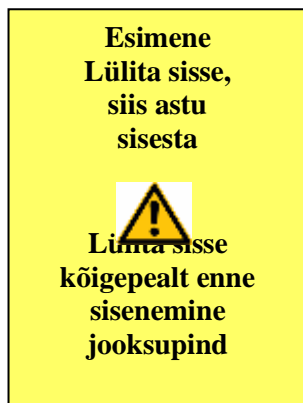 Esimene
Lülita sisse,
siis astu
sisesta
Lülita sisse
kõigepealt enne
sisenemine
jooksupind